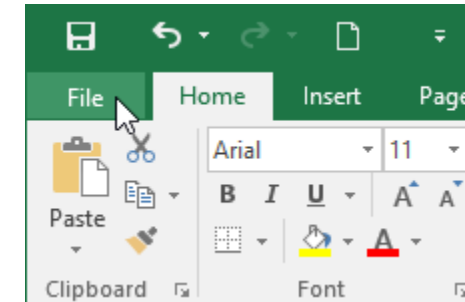 File Home Insert Page
Arial 11
B I U A A
Paste A
Clipboard Font